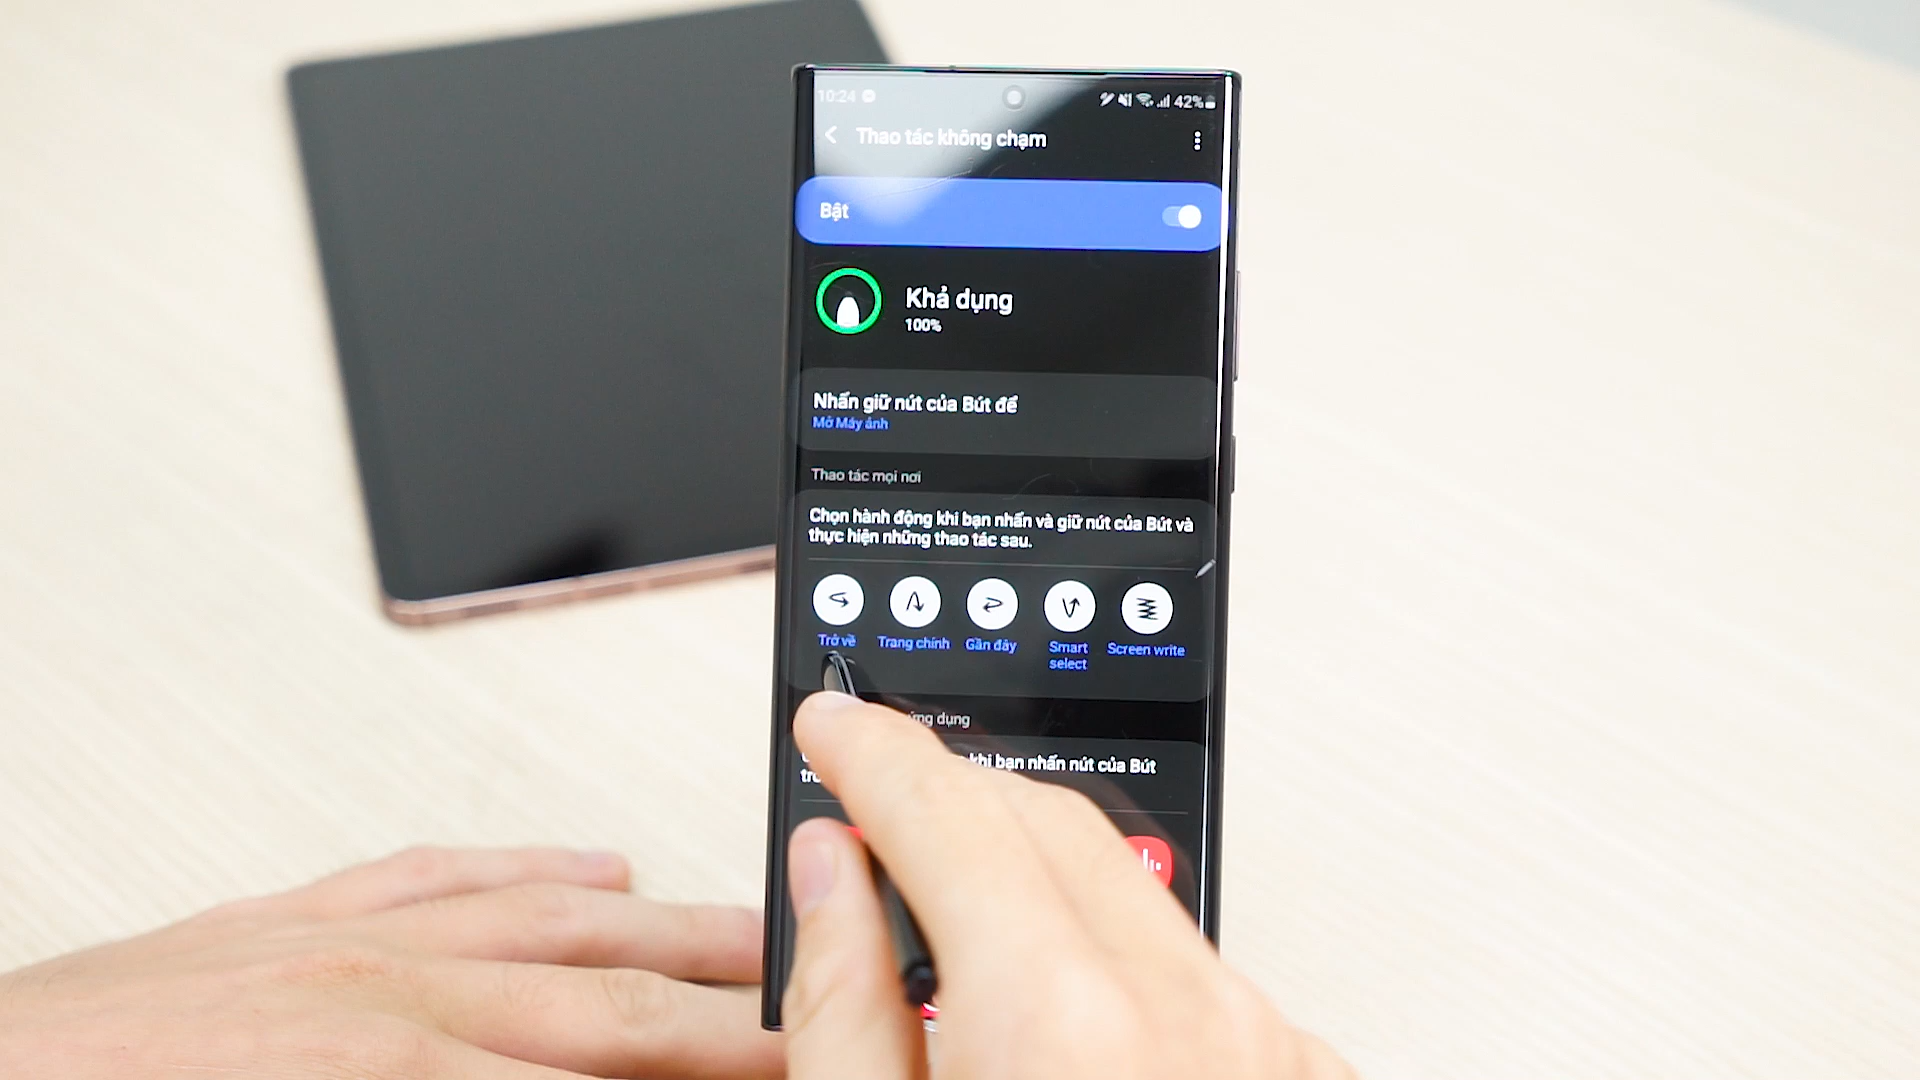 10:24
42%
Thao tác không chạm
Bật
Khả dụng
100%
Nhấn giữ nút của Bút để
Mở Máy ảnh
Thao tác mọi nơi
Chọn hành động khi bạn nhấn và giữ nút của Bút và
thực hiện những thao tác sau.
Trở về
Trang chính
Gần đây
Smart
select
Screen write
ứng dụng
khi bạn nhấn nút của Bút